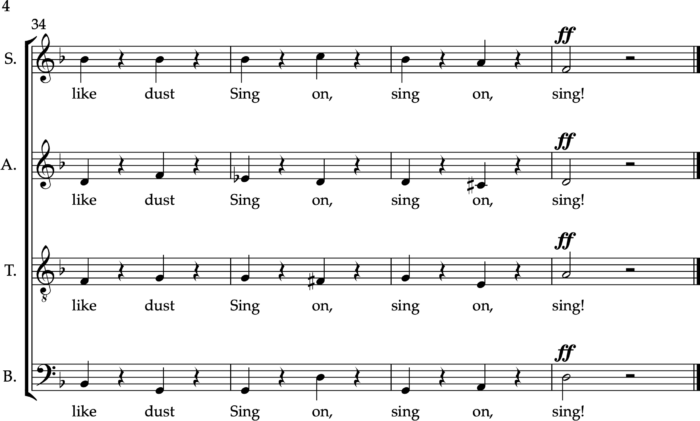 4
34
ff
S.
like dust Sing on, sing on, sing!
ff
A.
like dust Sing on, sing on, sing!
ff
T.
8
like dust Sing on, sing on, sing!
ff
B.
like dust Sing on, sing on, sing!